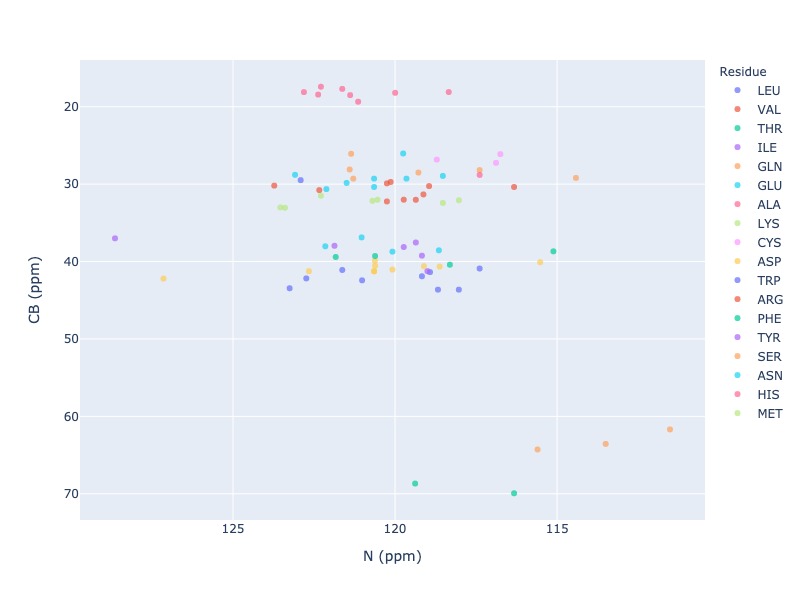 Residue
LEU
VAL
THR
ILE
GLN
GLU
ALA
LYS
CYS
ASP
TRP
ARG
PHE
TYR
SER
ASN
HIS
MET
20
30
40
50
60
70
CB (ppm)
125 120 115
N (ppm)